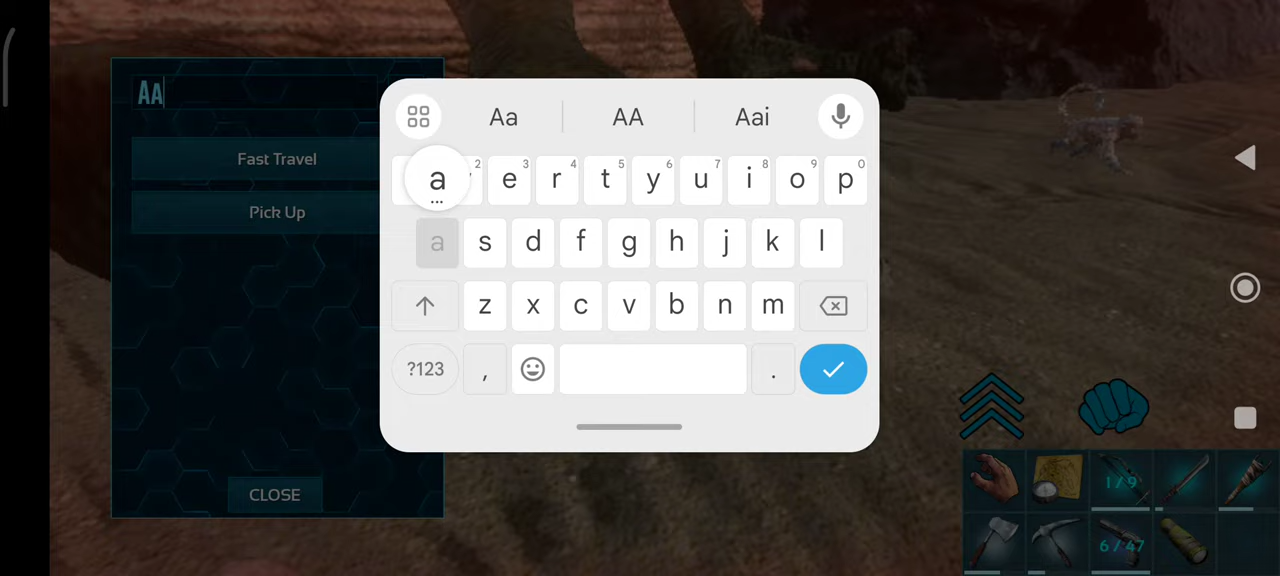 AA
Fast Travel
Pick Up
CLOSE
Aa AA Aai
a 2 e 3 r 4 t 5 y 6 u 7 i 8 o 9 p 0
a s d f g h j k l
z x c v b n m
?123 , .
1/9
6/47